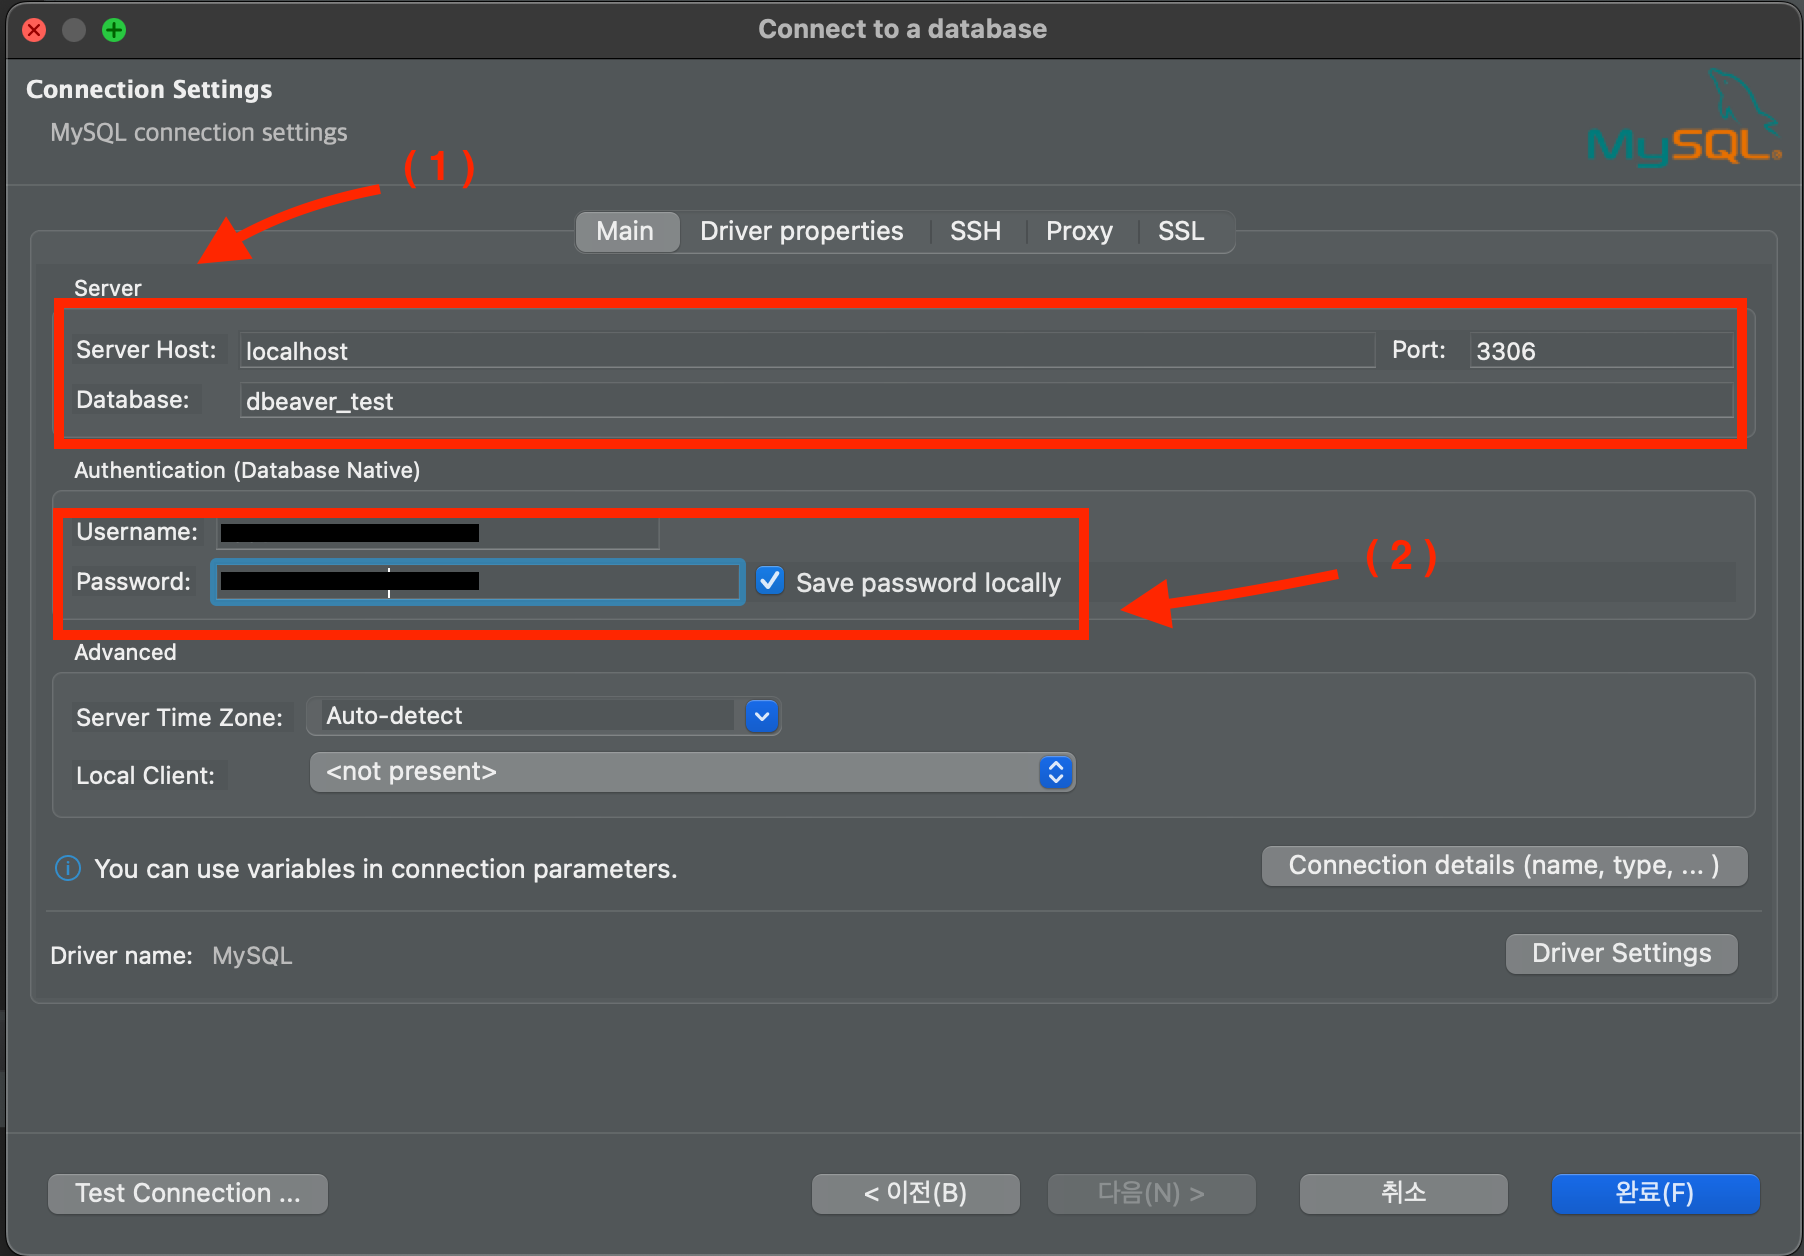 Connect to a database
Connection Settings
MySQL connection settings
MySQL®
( 1 )
Main Driver properties SSH Proxy SSL
Server
Server Host: localhost Port: 3306
Database: dbeaver_test
Authentication (Database Native)
Username:
( 2 )
Password: Save password locally
Advanced
Server Time Zone: Auto-detect
Local Client: <not present>
You can use variables in connection parameters. Connection details (name, type, ... )
Driver name: MySQL Driver Settings
Test Connection ... < 이전(B) 다음(N) > 취소 완료(F)